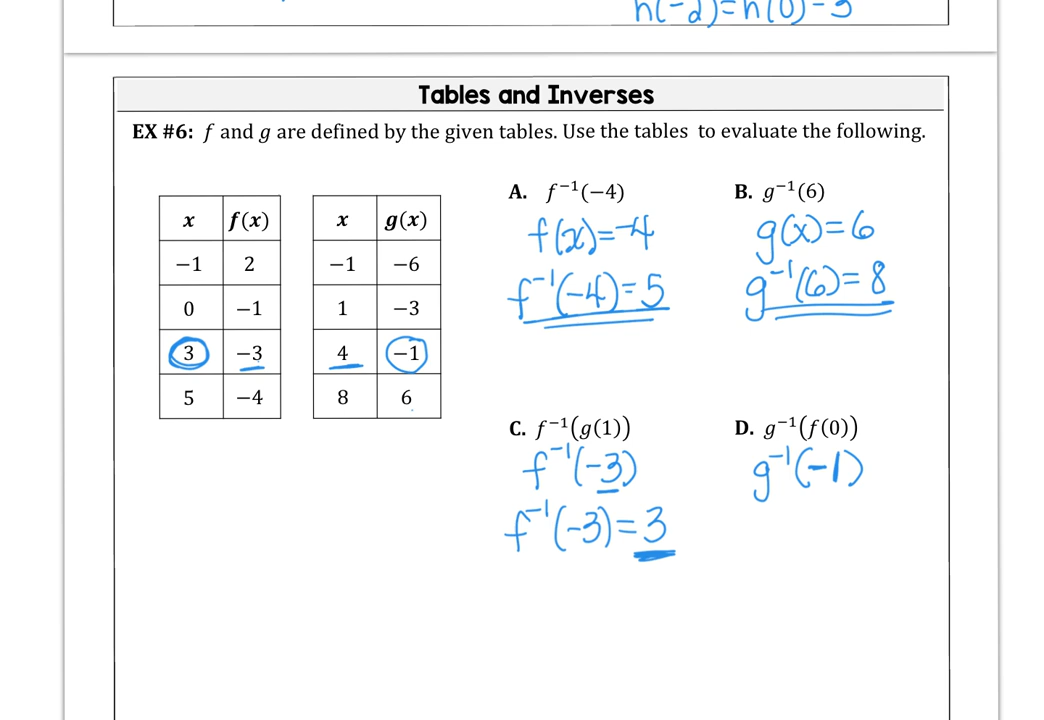 h(-2)=h(0)-3
Tables and Inverses
EX #6: f and g are defined by the given tables. Use the tables to evaluate the following.
x f(x)
−1 2
0 −1
3 −3
5 −4
x g(x)
−1 −6
1 −3
4 −1
8 6
A. f⁻¹(−4)
f(x)=-4
f⁻¹(-4)=5
B. g⁻¹(6)
g(x)=6
g⁻¹(6)=8
C. f⁻¹(g(1))
f⁻¹(-3)
f⁻¹(-3)=3
D. g⁻¹(f(0))
g⁻¹(-1)